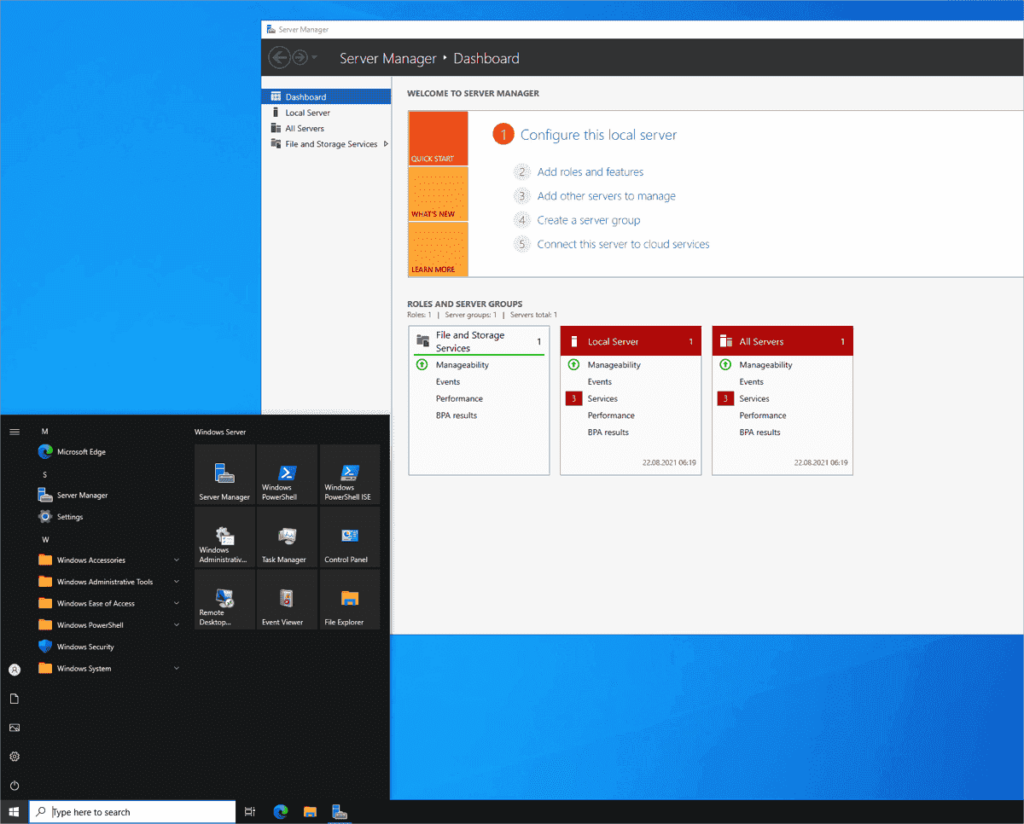 Server Manager
Server Manager • Dashboard
Dashboard
Local Server
All Servers
File and Storage Services
WELCOME TO SERVER MANAGER
QUICK START
WHAT'S NEW
LEARN MORE
1 Configure this local server
2 Add roles and features
3 Add other servers to manage
4 Create a server group
5 Connect this server to cloud services
ROLES AND SERVER GROUPS
Roles: 1 | Server groups: 1 | Servers total: 1
File and Storage
Services
1
Manageability
Events
Performance
BPA results
Local Server 1
Manageability
Events
3 Services
Performance
BPA results
22.08.2021 06:19
All Servers 1
Manageability
Events
3 Services
Performance
BPA results
22.08.2021 06:19
M
Microsoft Edge
S
Server Manager
Settings
W
Windows Accessories
Windows Administrative Tools
Windows Ease of Access
Windows PowerShell
Windows Security
Windows System
Windows Server
Server Manager
Windows
PowerShell
Windows
PowerShell ISE
Windows
Administrativ...
Task Manager
Control Panel
Remote
Desktop...
Event Viewer
File Explorer
Type here to search